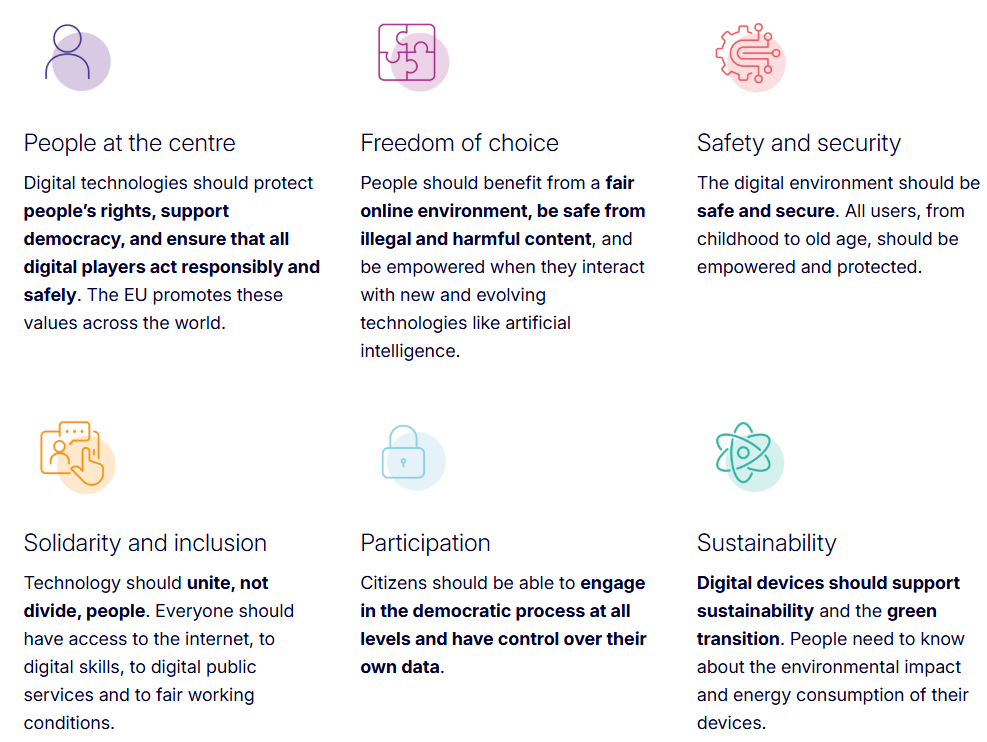 People at the centre
Digital technologies should protect
people’s rights, support
democracy, and ensure that all
digital players act responsibly and
safely. The EU promotes these
values across the world.
Freedom of choice
People should benefit from a fair
online environment, be safe from
illegal and harmful content, and
be empowered when they interact
with new and evolving
technologies like artificial
intelligence.
Safety and security
The digital environment should be
safe and secure. All users, from
childhood to old age, should be
empowered and protected.
Solidarity and inclusion
Technology should unite, not
divide, people. Everyone should
have access to the internet, to
digital skills, to digital public
services and to fair working
conditions.
Participation
Citizens should be able to engage
in the democratic process at all
levels and have control over their
own data.
Sustainability
Digital devices should support
sustainability and the green
transition. People need to know
about the environmental impact
and energy consumption of their
devices.